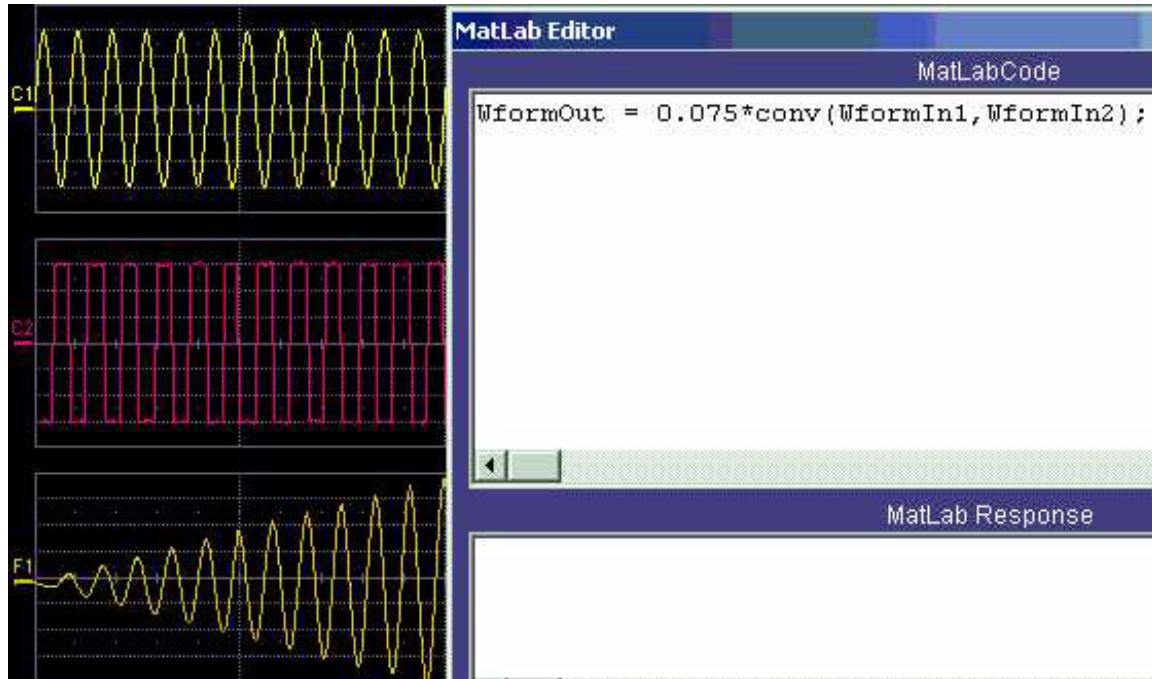 MatLab Editor
MatLabCode
WformOut = 0.075*conv(WformIn1,WformIn2);
MatLab Response
C1
C2
F1